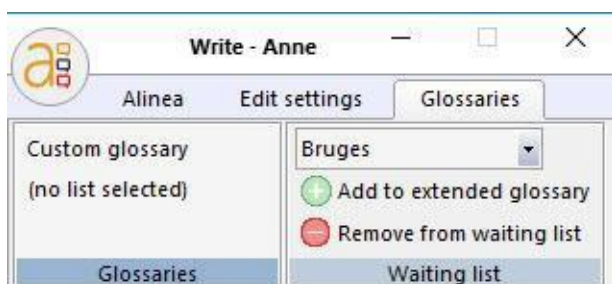 Write - Anne
Alinea Edit settings Glossaries
Custom glossary
(no list selected)
Glossaries
Bruges
Add to extended glossary
Remove from waiting list
Waiting list